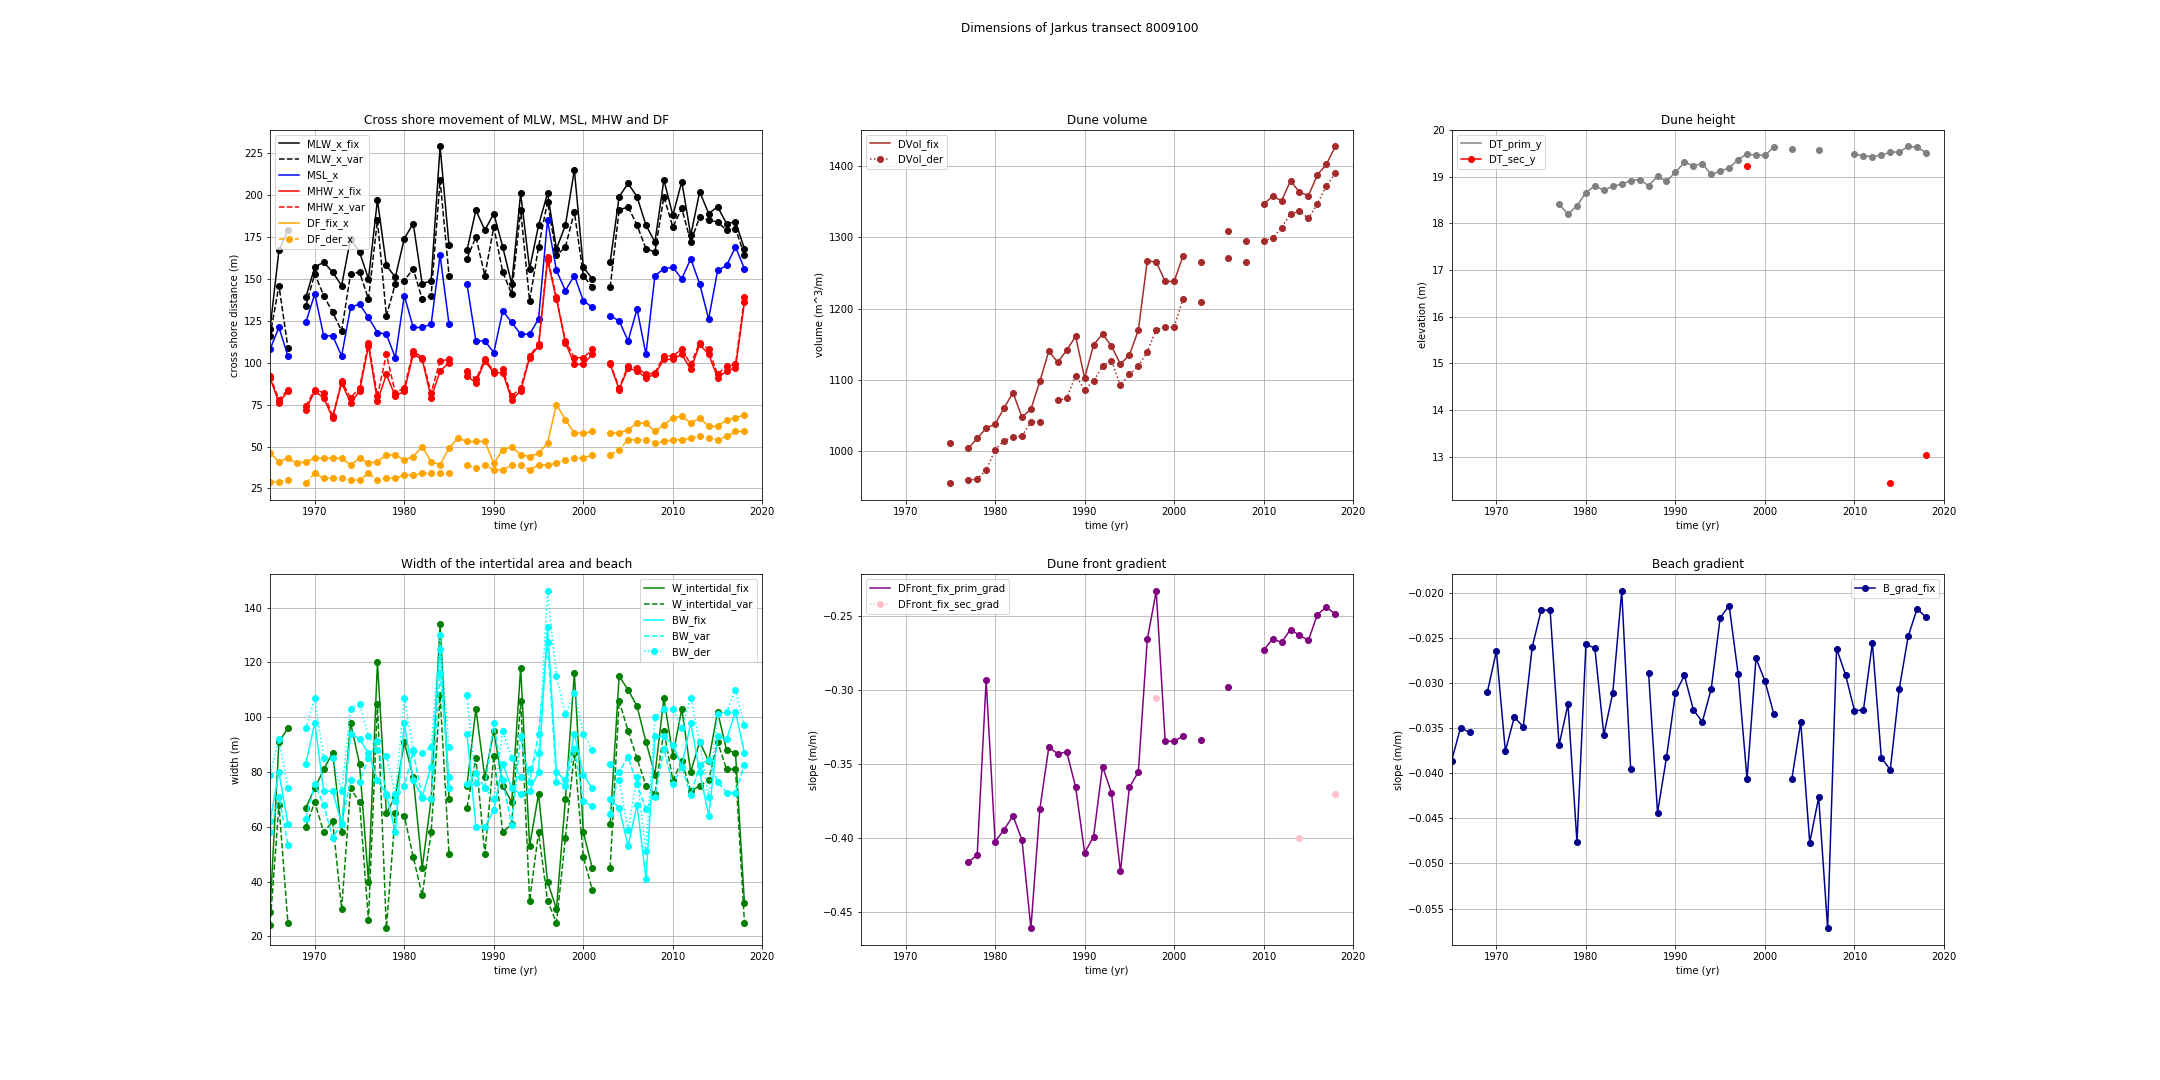 Dimensions of Jarkus transect 8009100
Cross shore movement of MLW, MSL, MHW and DF
MLW_x_fix
MLW_x_var
MSL_x
MHW_x_fix
MHW_x_var
DF_fix_x
DF_der_x
225
200
175
150
125
100
75
50
25
cross shore distance (m)
1970 1980 1990 2000 2010 2020
time (yr)
Dune volume
DVol_fix
DVol_der
1400
1300
1200
1100
1000
volume (m^3/m)
1970 1980 1990 2000 2010 2020
time (yr)
Dune height
DT_prim_y
DT_sec_y
20
19
18
17
16
15
14
13
elevation (m)
1970 1980 1990 2000 2010 2020
time (yr)
Width of the intertidal area and beach
W_intertidal_fix
W_intertidal_var
BW_fix
BW_var
BW_der
140
120
100
80
60
40
20
width (m)
1970 1980 1990 2000 2010 2020
time (yr)
Dune front gradient
DFront_fix_prim_grad
DFront_fix_sec_grad
−0.25
−0.30
−0.35
−0.40
−0.45
slope (m/m)
1970 1980 1990 2000 2010 2020
time (yr)
Beach gradient
B_grad_fix
−0.020
−0.025
−0.030
−0.035
−0.040
−0.045
−0.050
−0.055
slope (m/m)
1970 1980 1990 2000 2010 2020
time (yr)